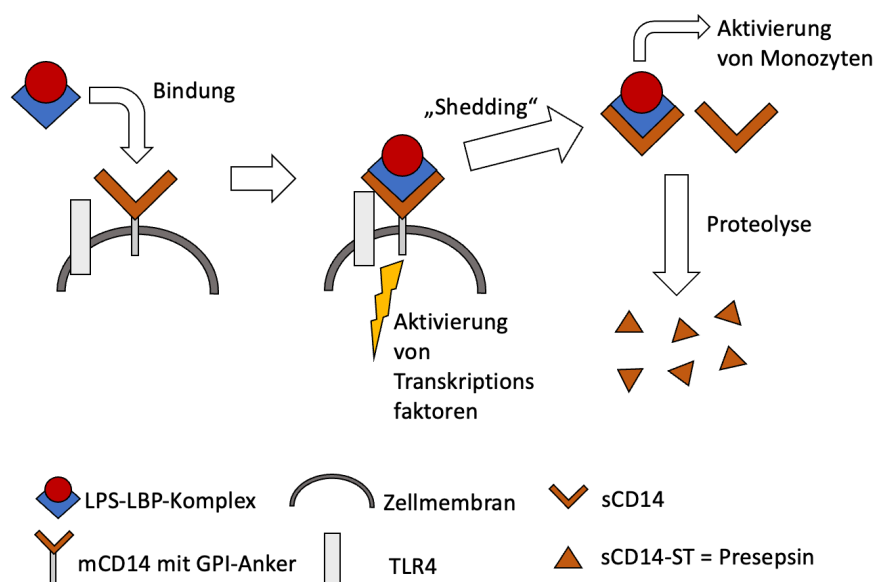 Bindung
„Shedding“
Aktivierung
von Monozyten
Aktivierung
von
Transkriptions
faktoren
Proteolyse
LPS-LBP-Komplex
Zellmembran
sCD14
mCD14 mit GPI-Anker
TLR4
sCD14-ST = Presepsin